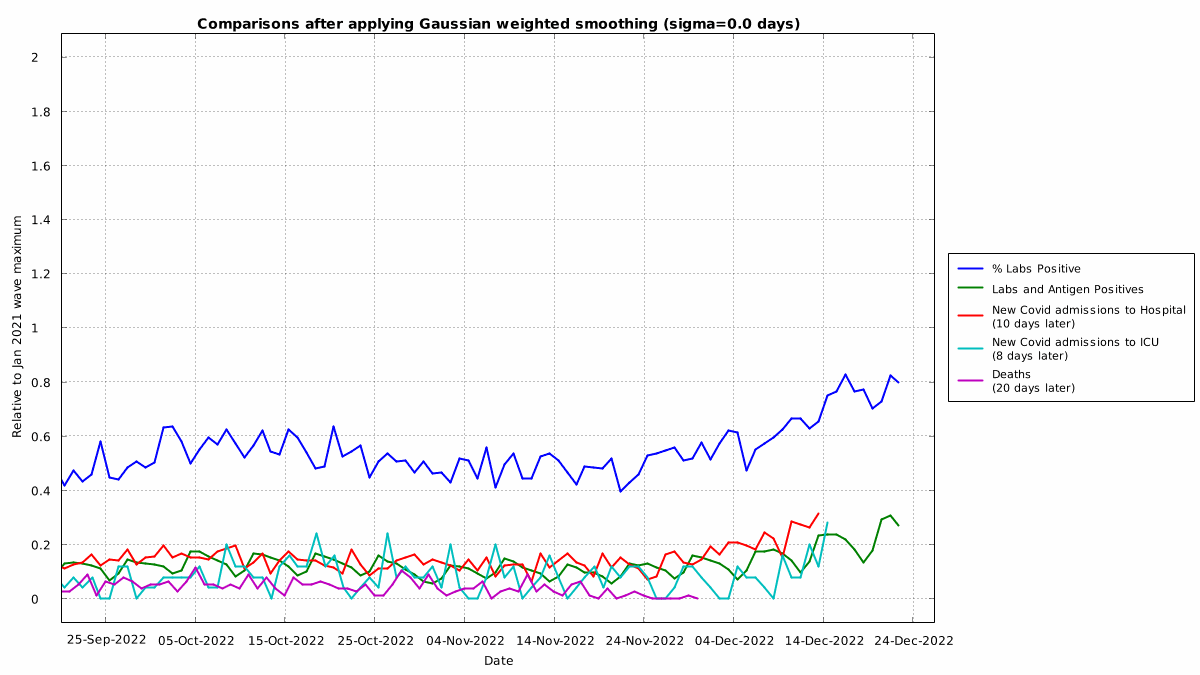 Comparisons after applying Gaussian weighted smoothing (sigma=0.0 days)
2
1.8
1.6
1.4
1.2
1
0.8
0.6
0.4
0.2
0
Relative to Jan 2021 wave maximum
25-Sep-2022 05-Oct-2022 15-Oct-2022 25-Oct-2022 04-Nov-2022 14-Nov-2022 24-Nov-2022 04-Dec-2022 14-Dec-2022 24-Dec-2022
Date
% Labs Positive
Labs and Antigen Positives
New Covid admissions to Hospital
(10 days later)
New Covid admissions to ICU
(8 days later)
Deaths
(20 days later)